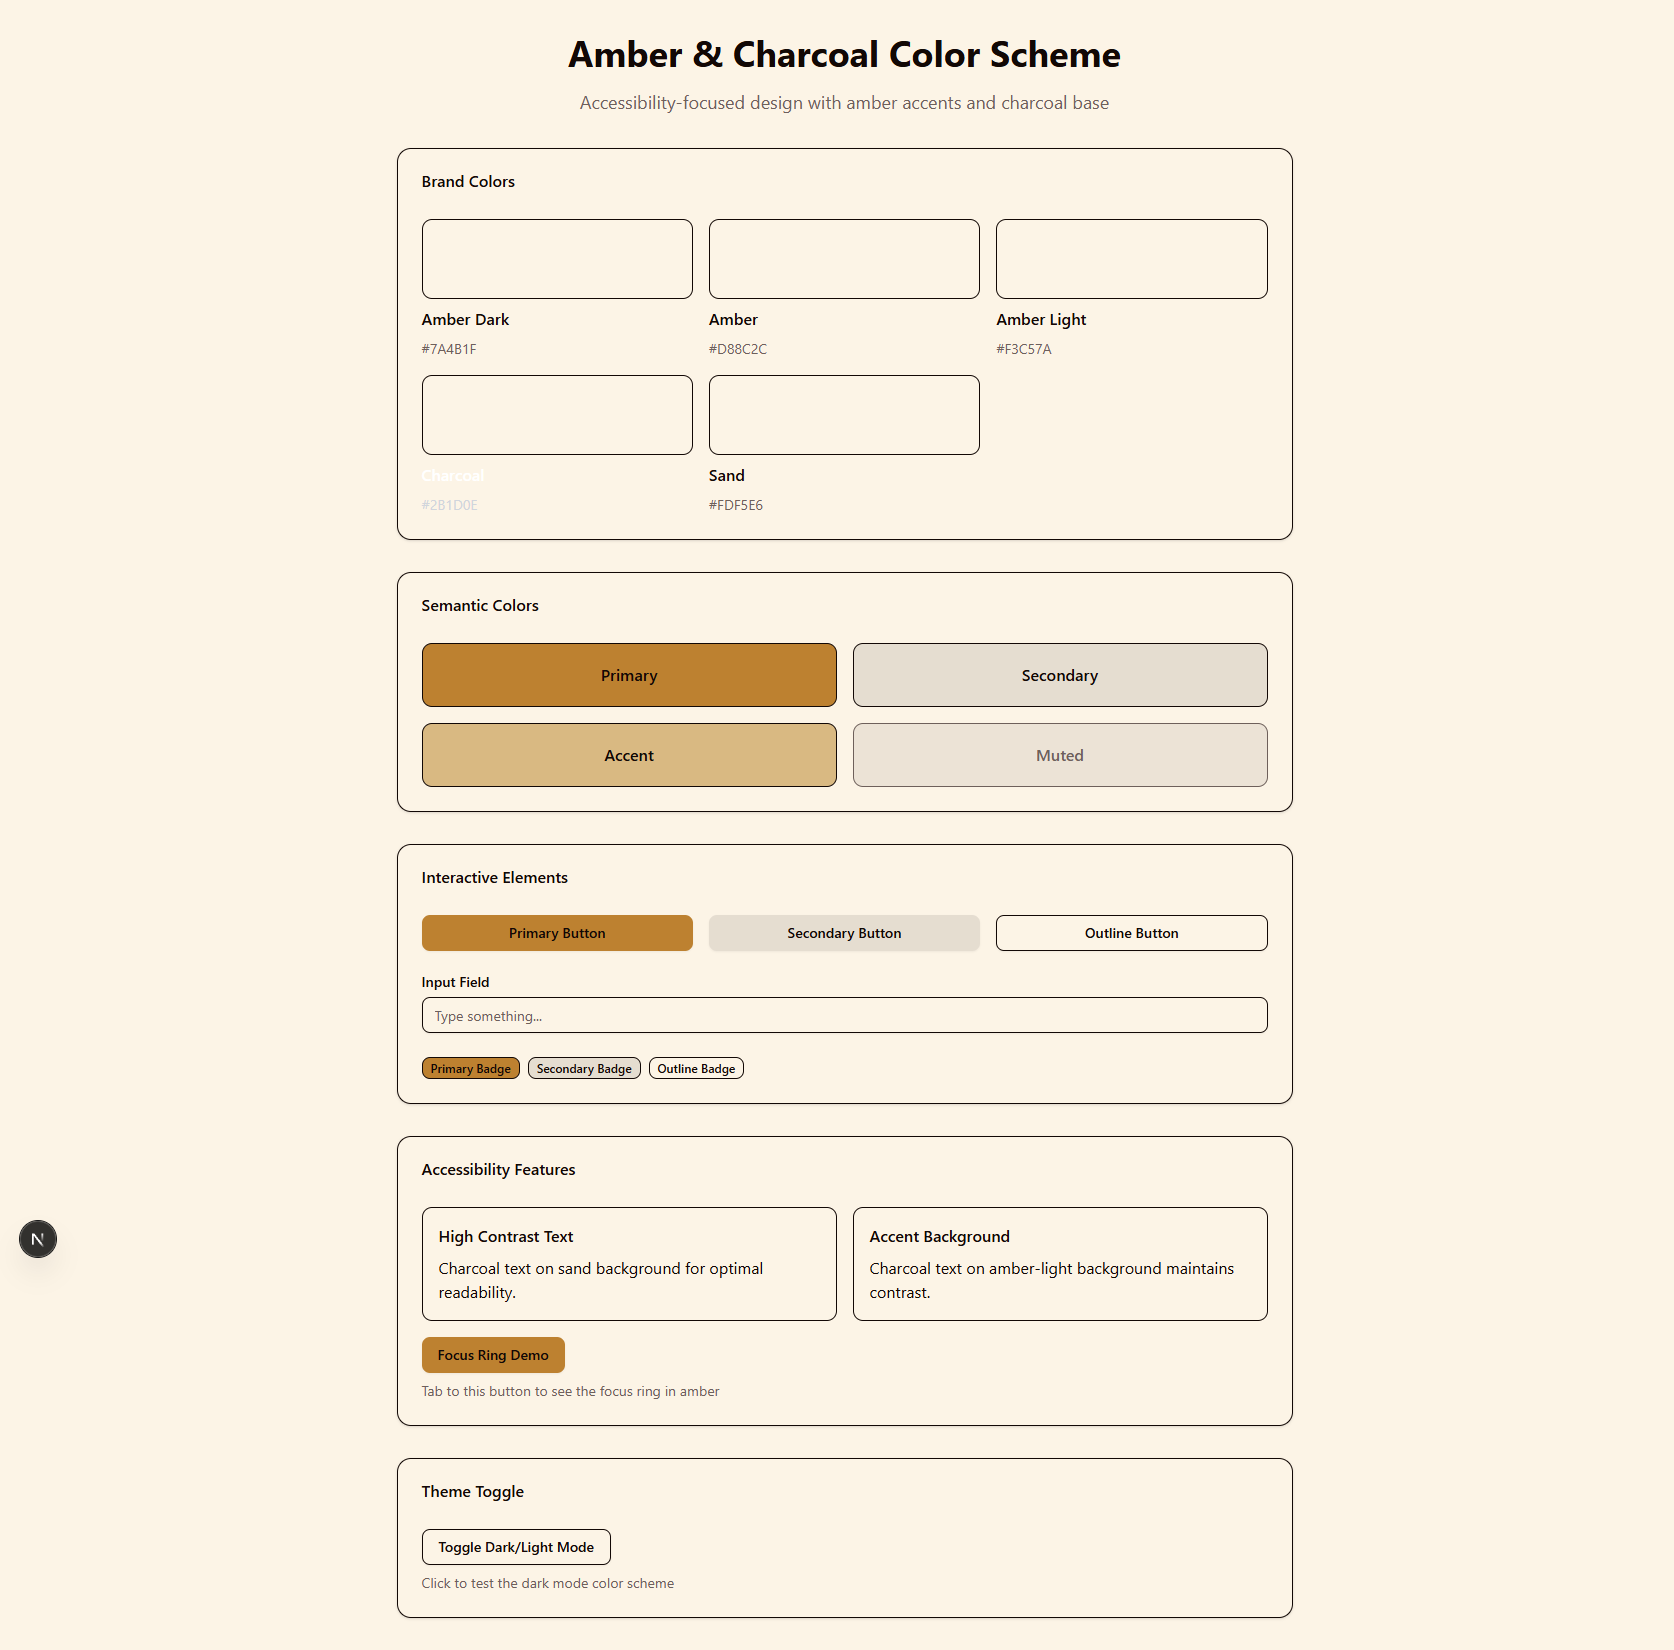 Amber & Charcoal Color Scheme
Accessibility-focused design with amber accents and charcoal base
Brand Colors
Amber Dark
#7A4B1F
Amber
#D88C2C
Amber Light
#F3C57A
Charcoal
#2B1D0E
Sand
#FDF5E6
Semantic Colors
Primary
Secondary
Accent
Muted
Interactive Elements
Primary Button
Secondary Button
Outline Button
Input Field
Type something...
Primary Badge
Secondary Badge
Outline Badge
Accessibility Features
High Contrast Text
Charcoal text on sand background for optimal
readability.
Accent Background
Charcoal text on amber-light background maintains
contrast.
N
Focus Ring Demo
Tab to this button to see the focus ring in amber
Theme Toggle
Toggle Dark/Light Mode
Click to test the dark mode color scheme